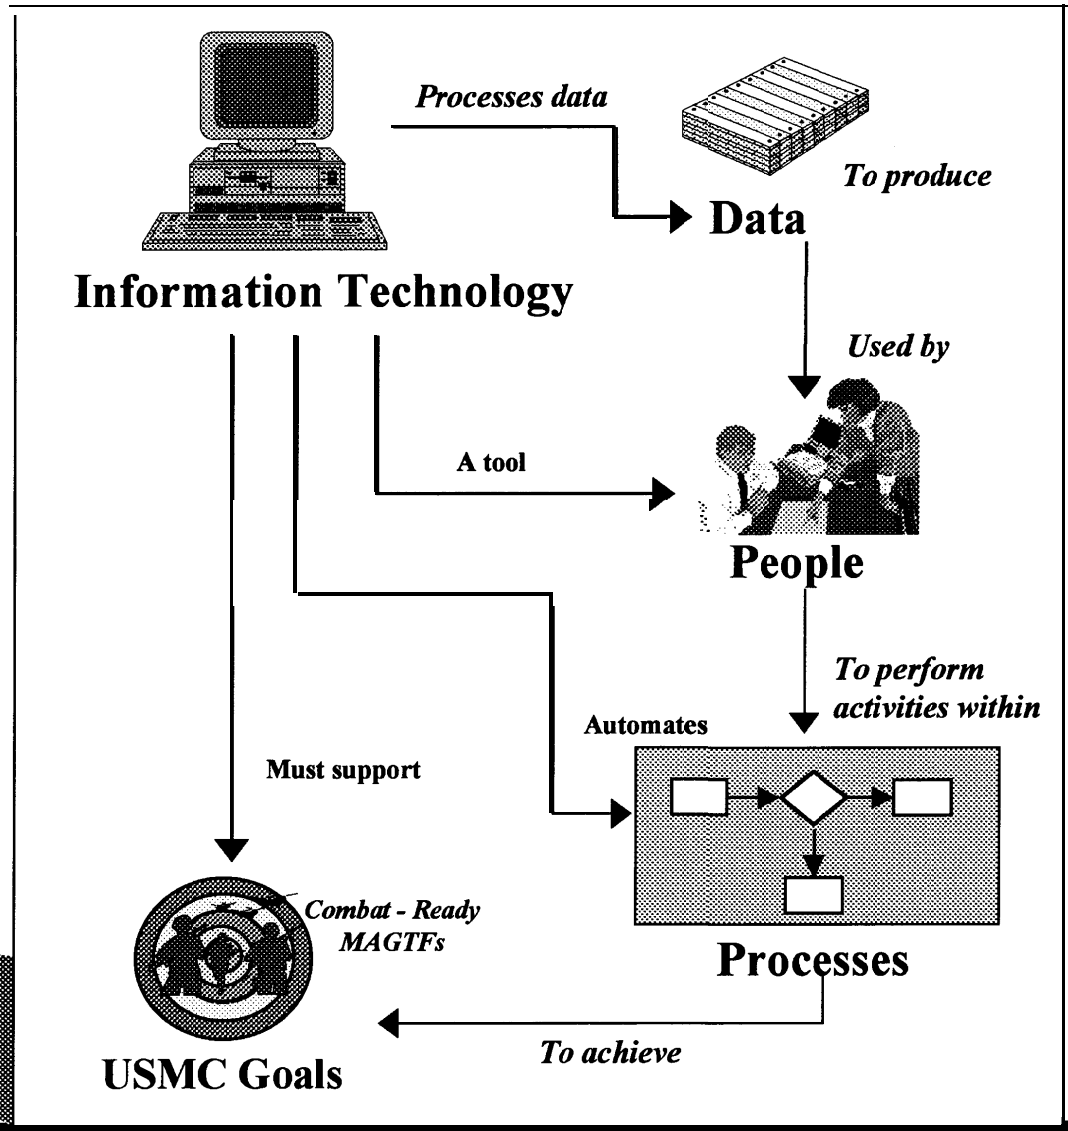 Processes data
To produce
Data
Information Technology
Used by
A tool
People
To perform
activities within
Automates
Must support
Combat - Ready
MAGTFs
Processes
To achieve
USMC Goals